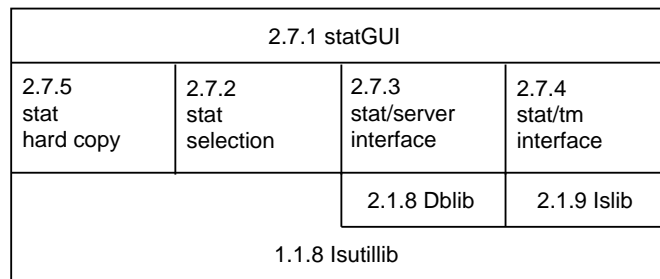 2.7.1 statGUI
2.7.5
stat
hard copy
2.7.2
stat
selection
2.7.3
stat/server
interface
2.7.4
stat/tm
interface
2.1.8 Dblib
2.1.9 Islib
1.1.8 Isutillib